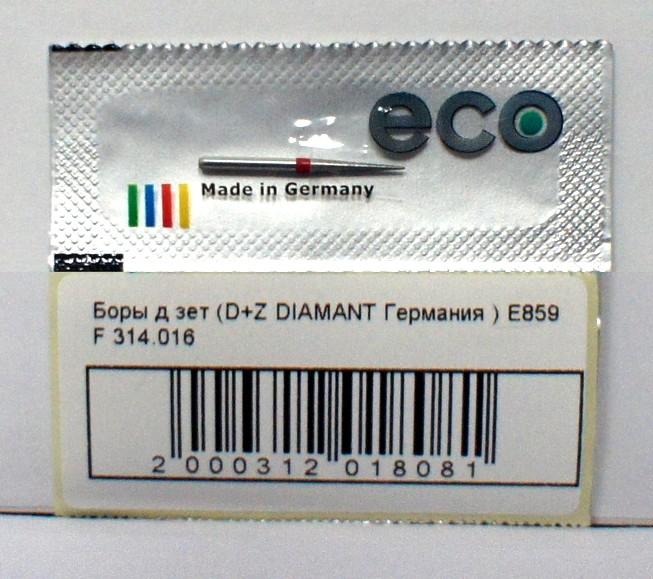 eco
Made in Germany
Боры д зет (D+Z DIAMANT Германия ) E859
F 314.016
2 000312 018081